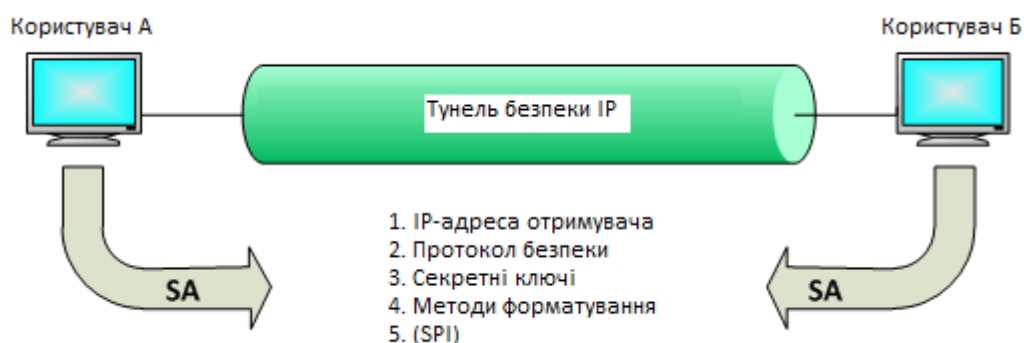 Користувач А
Користувач Б
Тунель безпеки IP
1. IP-адреса отримувача
2. Протокол безпеки
3. Секретні ключі
4. Методи форматування
5. (SPI)
SA
SA